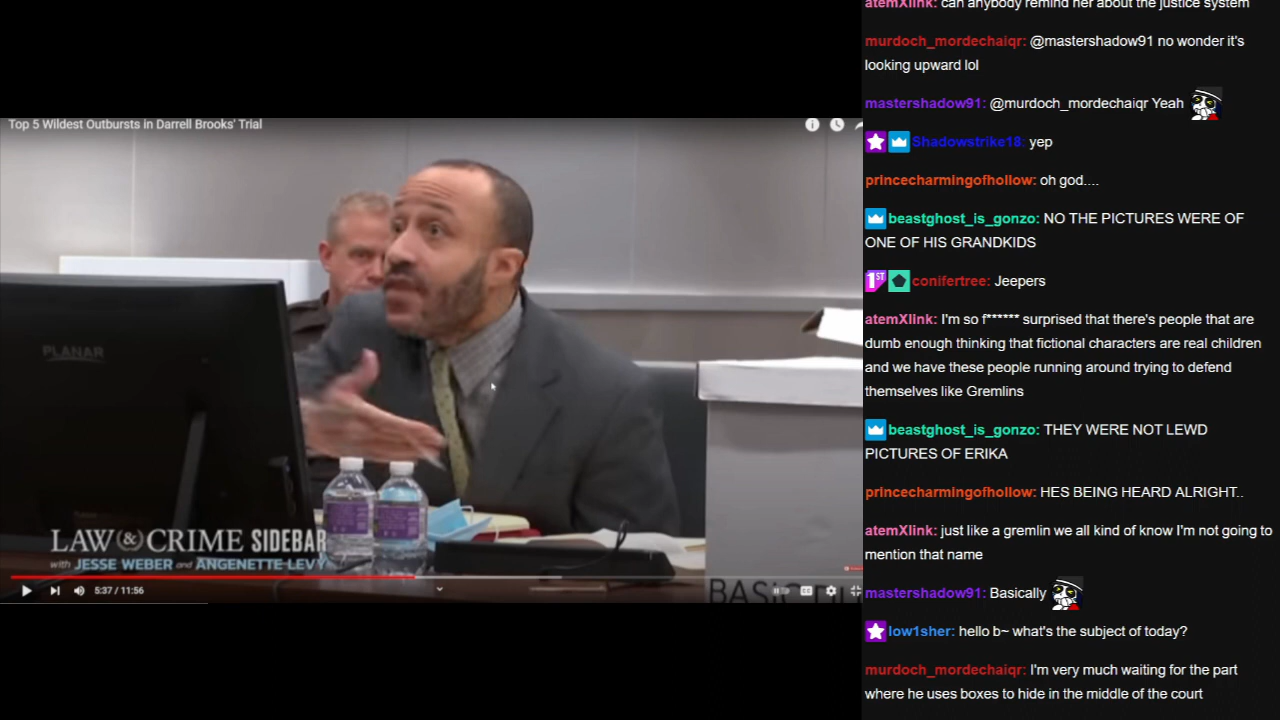 atemXlink: can anybody remind her about the justice system
murdoch_mordechaiqr: @mastershadow91 no wonder it's
looking upward lol
mastershadow91: @murdoch_mordechaiqr Yeah
Shadowstrike18: yep
princecharmingofhollow: oh god....
beastghost_is_gonzo: NO THE PICTURES WERE OF
ONE OF HIS GRANDKIDS
1ST conifertree: Jeepers
atemXlink: I'm so f****** surprised that there's people that are
dumb enough thinking that fictional characters are real children
and we have these people running around trying to defend
themselves like Gremlins
beastghost_is_gonzo: THEY WERE NOT LEWD
PICTURES OF ERIKA
princecharmingofhollow: HES BEING HEARD ALRIGHT..
atemXlink: just like a gremlin we all kind of know I'm not going to
mention that name
mastershadow91: Basically
low1sher: hello b~ what's the subject of today?
murdoch_mordechaiqr: I'm very much waiting for the part
where he uses boxes to hide in the middle of the court
Top 5 Wildest Outbursts in Darrell Brooks' Trial
PLANAR
LAW & CRIME SIDEBAR
with JESSE WEBER and ANGENETTE LEVY
5:37 / 11:56